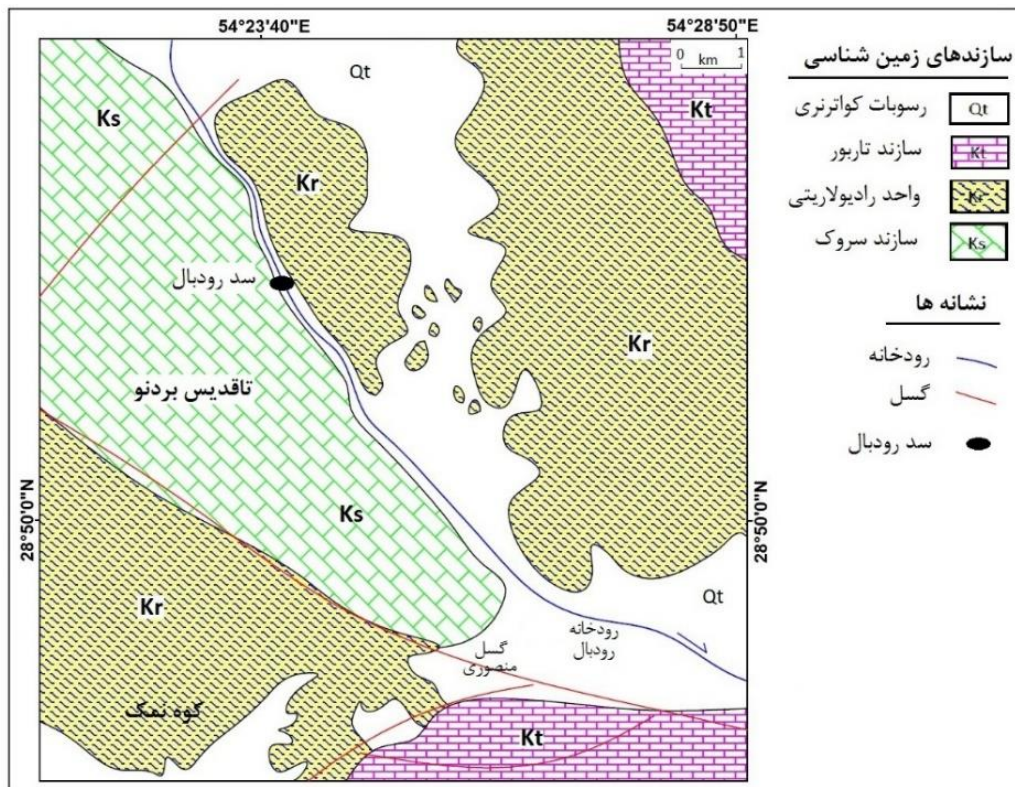 54°23'40"E
54°28'50"E
Qt
0 1
km
Ks
Kt
Kr
سد رودبال
Kr
تاقدیس بردنو
28°50'0"N
28°50'0"N
Ks
Kr
Qt
رودخانه
رودبال
گسل
منصوری
کوه نمک
Kt
سازندهای زمین شناسی
رسوبات کواترنری
Qt
سازند تاربور
Kt
واحد رادیولاریتی
Kr
سازند سروک
Ks
نشانه ها
رودخانه
گسل
سد رودبال